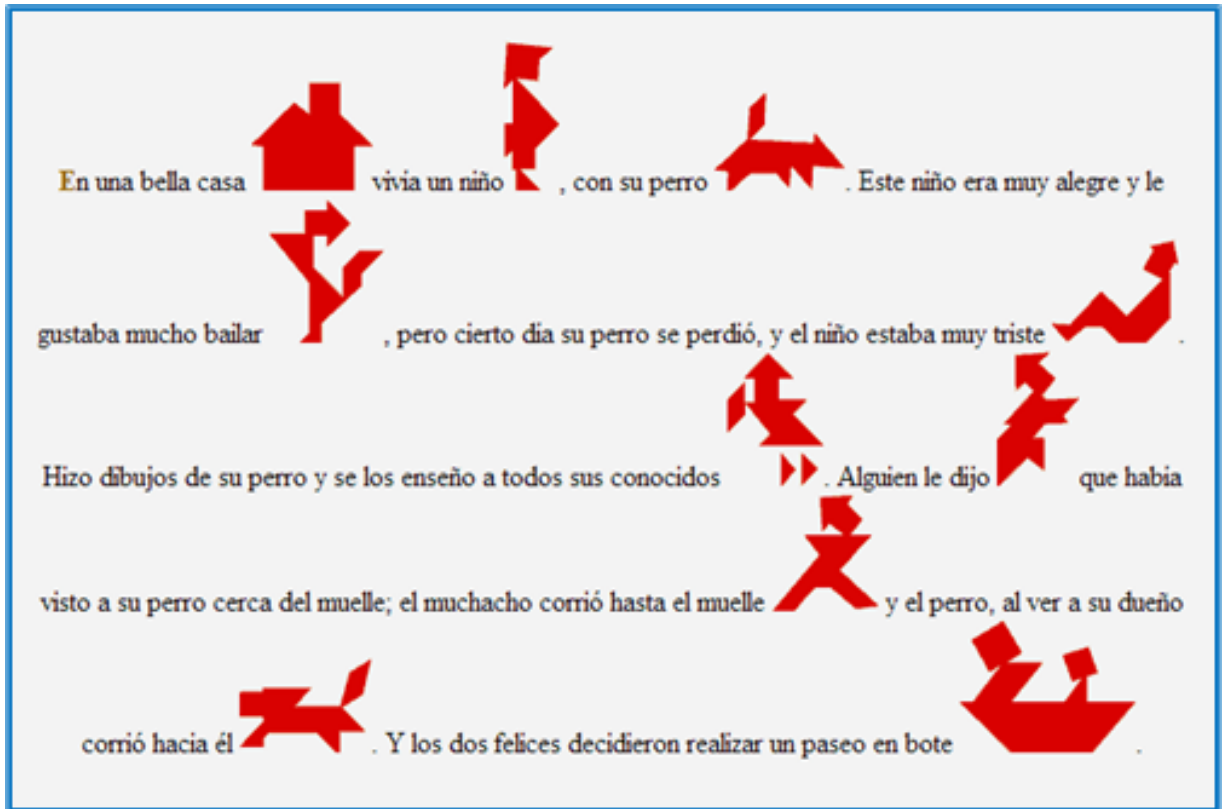 En una bella casa vivia un niño , con su perro . Este niño era muy alegre y le
gustaba mucho bailar , pero cierto dia su perro se perdió, y el niño estaba muy triste .
Hizo dibujos de su perro y se los enseño a todos sus conocidos . Alguien le dijo que habia
visto a su perro cerca del muelle; el muchacho corrió hasta el muelle y el perro, al ver a su dueño
corrió hacia él . Y los dos felices decidieron realizar un paseo en bote .